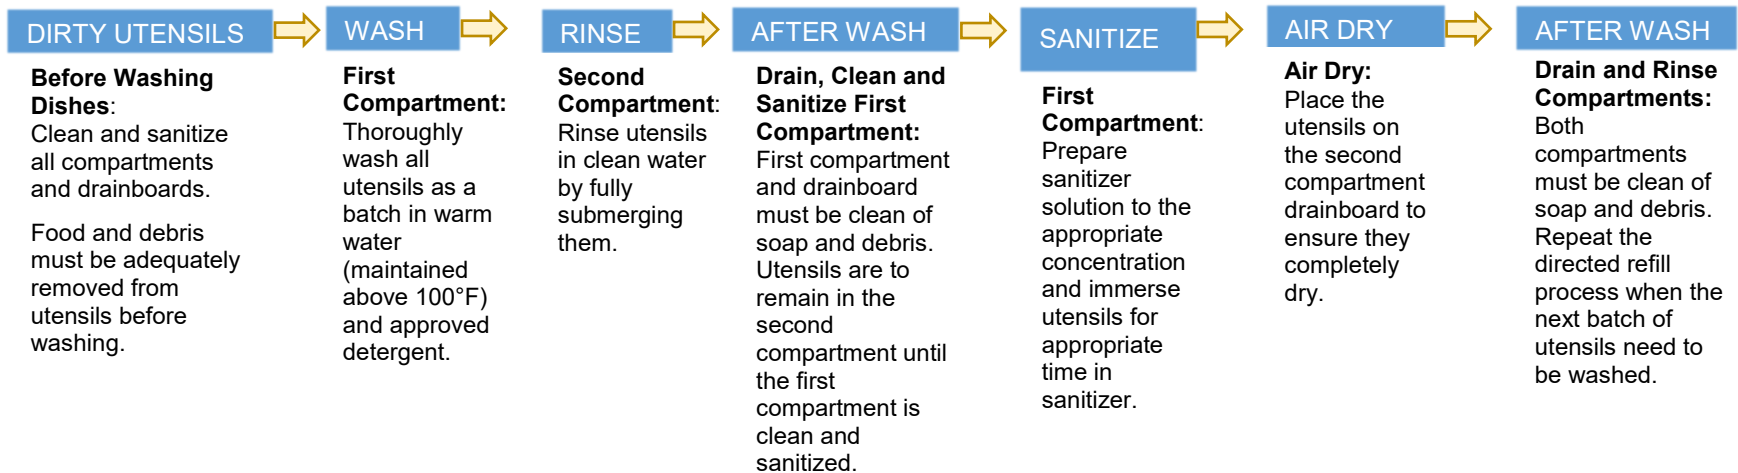 DIRTY UTENSILS
Before Washing
Dishes:
Clean and sanitize
all compartments
and drainboards.
Food and debris
must be adequately
removed from
utensils before
washing.
WASH
First
Compartment:
Thoroughly
wash all
utensils as a
batch in warm
water
(maintained
above 100°F)
and approved
detergent.
RINSE
Second
Compartment:
Rinse utensils
in clean water
by fully
submerging
them.
AFTER WASH
Drain, Clean and
Sanitize First
Compartment:
First compartment
and drainboard
must be clean of
soap and debris.
Utensils are to
remain in the
second
compartment until
the first
compartment is
clean and
sanitized.
SANITIZE
First
Compartment:
Prepare
sanitizer
solution to the
appropriate
concentration
and immerse
utensils for
appropriate
time in
sanitizer.
AIR DRY
Air Dry:
Place the
utensils on
the second
compartment
drainboard to
ensure they
completely
dry.
AFTER WASH
Drain and Rinse
Compartments:
Both
compartments
must be clean of
soap and debris.
Repeat the
directed refill
process when the
next batch of
utensils need to
be washed.